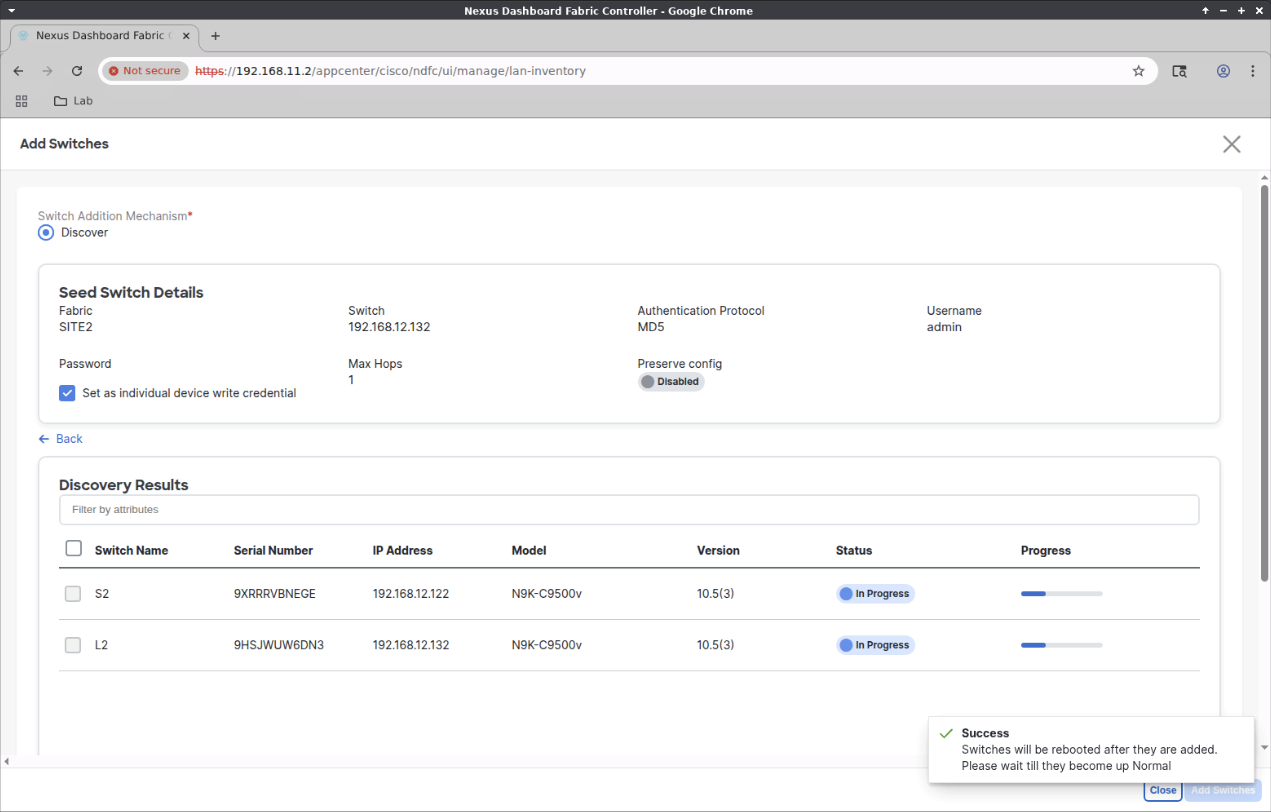 Nexus Dashboard Fabric Controller - Google Chrome
Nexus Dashboard Fabric C
Not secure https://192.168.11.2/appcenter/cisco/ndfc/ui/manage/lan-inventory
Lab
Add Switches
Switch Addition Mechanism*
Discover
Seed Switch Details
Fabric Switch Authentication Protocol Username
SITE2 192.168.12.132 MD5 admin
Password Max Hops Preserve config
1 Disabled
Set as individual device write credential
Back
Discovery Results
Filter by attributes
Switch Name Serial Number IP Address Model Version Status Progress
S2 9XRRRVBNEGE 192.168.12.122 N9K-C9500v 10.5(3) In Progress
L2 9HSJWUW6DN3 192.168.12.132 N9K-C9500v 10.5(3) In Progress
Success
Switches will be rebooted after they are added.
Please wait till they become up Normal
Close Add Switches